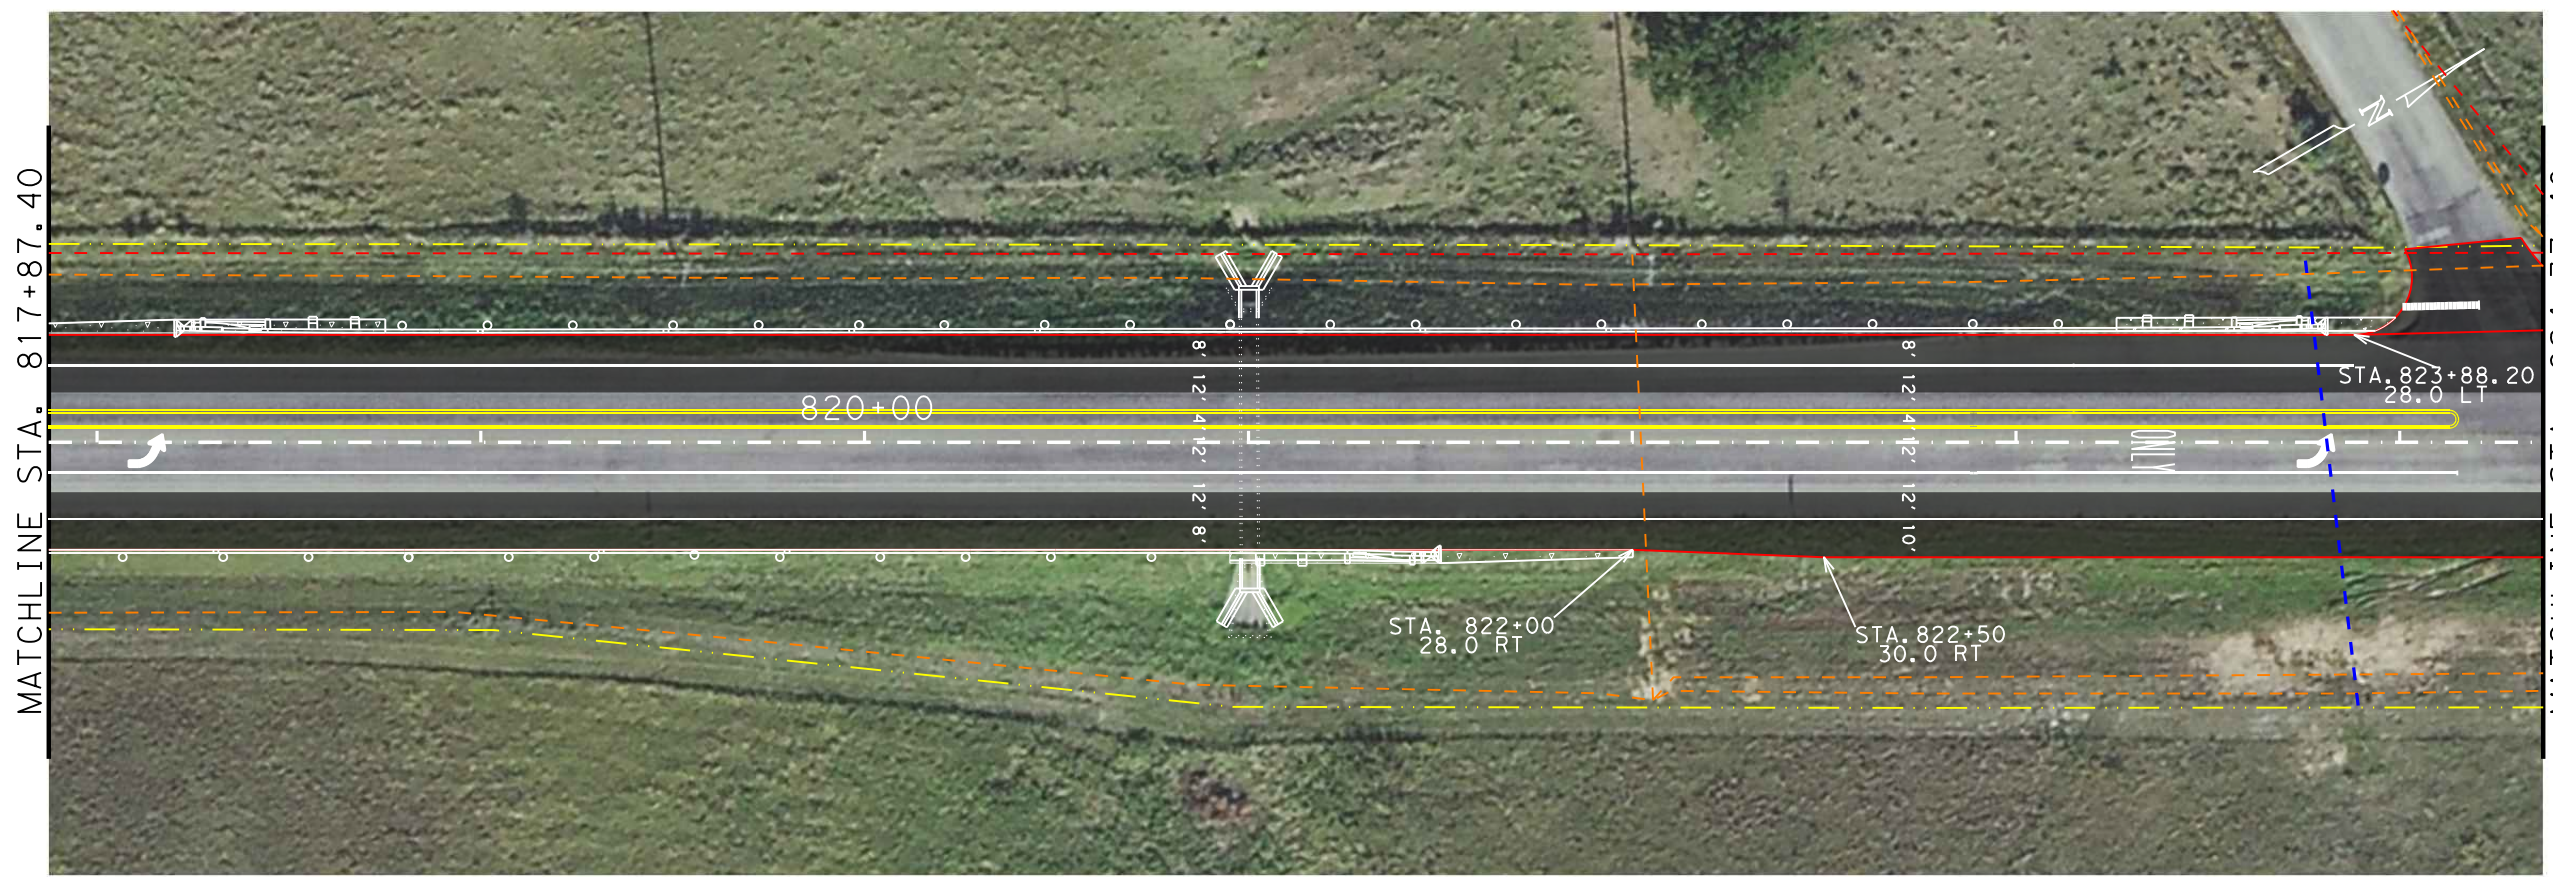 MATCHLINE STA. 817+87.40
N
820+00
8'
12'
4'
12'
12'
8'
8'
12'
4'
12'
12'
10'
ONLY
STA.823+88.20
28.0 LT
STA. 822+00
28.0 RT
STA.822+50
30.0 RT